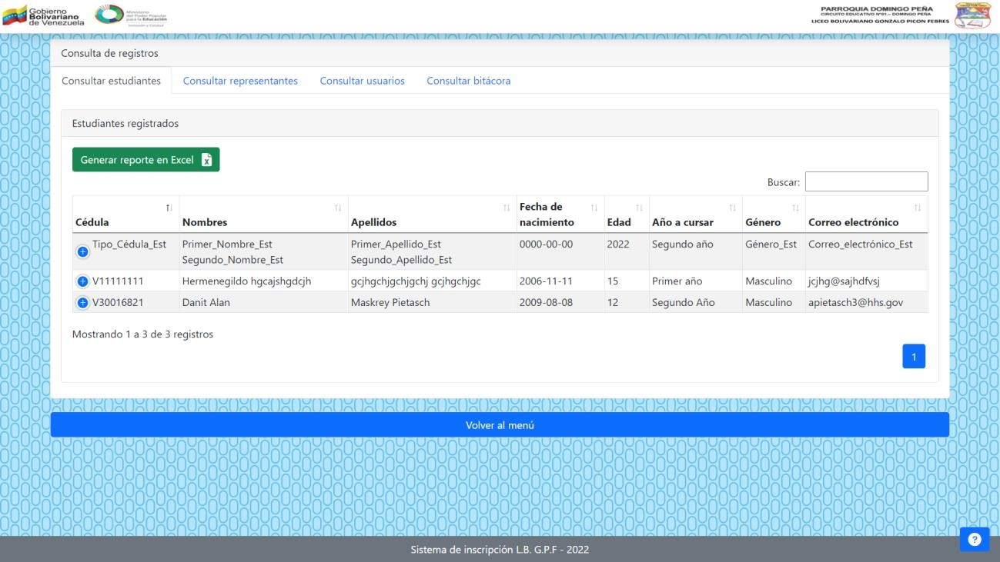 Gobierno
Bolivariano
de Venezuela
Ministerio
del Poder Popular
para la Educación
PARROQUIA DOMINGO PEÑA
CIRCUITO EDUCATIVO Nº01.– DOMINGO PEÑA
LICEO BOLIVARIANO GONZALO PICON FEBRES
Consulta de registros
Consultar estudiantes Consultar representantes Consultar usuarios Consultar bitácora
Estudiantes registrados
Generar reporte en Excel
Buscar:
Cédula Nombres Apellidos Fecha de nacimiento Edad Año a cursar Género Correo electrónico
Tipo_Cédula_Est Primer_Nombre_Est Segundo_Nombre_Est Primer_Apellido_Est Segundo_Apellido_Est 0000-00-00 2022 Segundo año Género_Est Correo_electrónico_Est
V11111111 Hermenegildo hgcajshgdcjh gcjhgchjgchjgchj gcjhgchjgc 2006-11-11 15 Primer año Masculino jcjhg@sajhdfvsj
V30016821 Danit Alan Maskrey Pietasch 2009-08-08 12 Segundo Año Masculino apietasch3@hhs.gov
Mostrando 1 a 3 de 3 registros
1
Volver al menú
Sistema de inscripción L.B. G.P.F - 2022
?